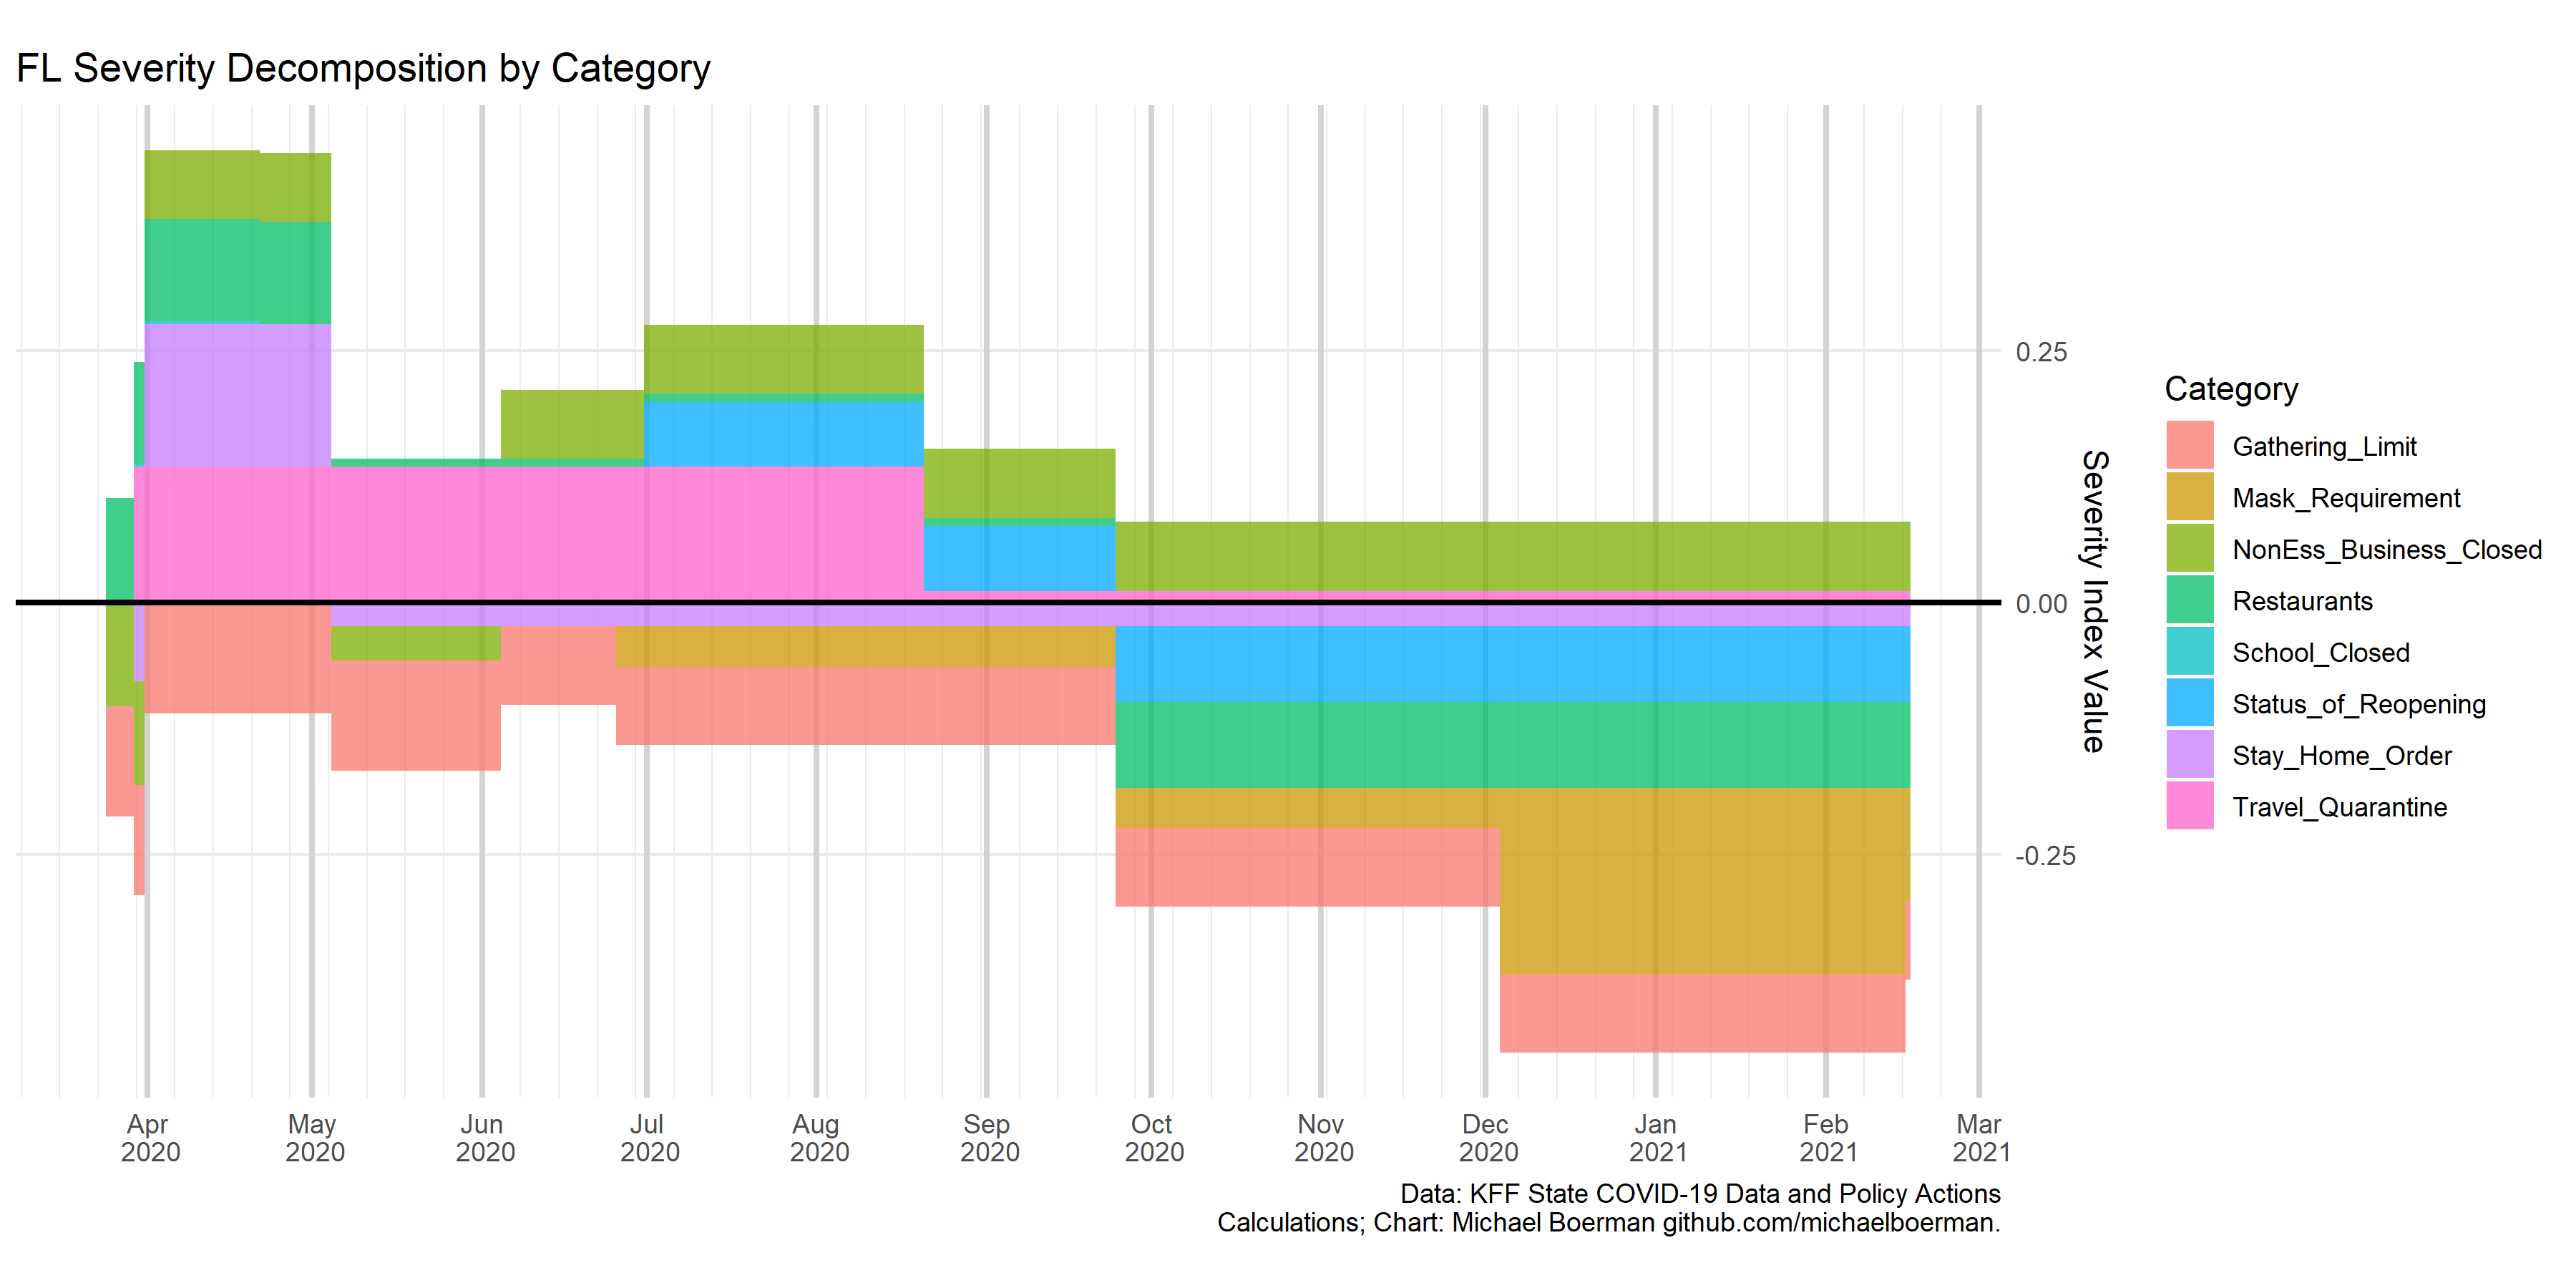 FL Severity Decomposition by Category
0.25
0.00
-0.25
Severity Index Value
Category
Gathering_Limit
Mask_Requirement
NonEss_Business_Closed
Restaurants
School_Closed
Status_of_Reopening
Stay_Home_Order
Travel_Quarantine
Apr May Jun Jul Aug Sep Oct Nov Dec Jan Feb Mar
2020 2020 2020 2020 2020 2020 2020 2020 2020 2021 2021 2021
Data: KFF State COVID-19 Data and Policy Actions
Calculations; Chart: Michael Boerman github.com/michaelboerman.